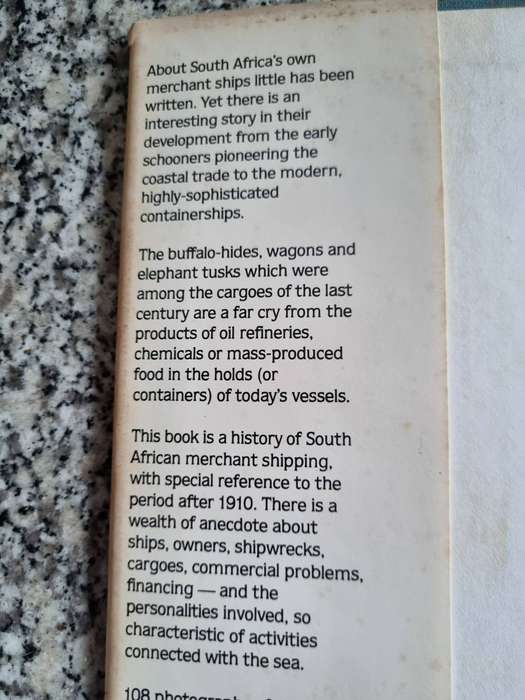 About South Africa's own
merchant ships little has been
written. Yet there is an
interesting story in their
development from the early
schooners pioneering the
coastal trade to the modern,
highly-sophisticated
containerships.
The buffalo-hides, wagons and
elephant tusks which were
among the cargoes of the last
century are a far cry from the
products of oil refineries,
chemicals or mass-produced
food in the holds (or
containers) of today's vessels.
This book is a history of South
African merchant shipping,
with special reference to the
period after 1910. There is a
wealth of anecdote about
ships, owners, shipwrecks,
cargoes, commercial problems,
financing — and the
personalities involved, so
characteristic of activities
connected with the sea.
108